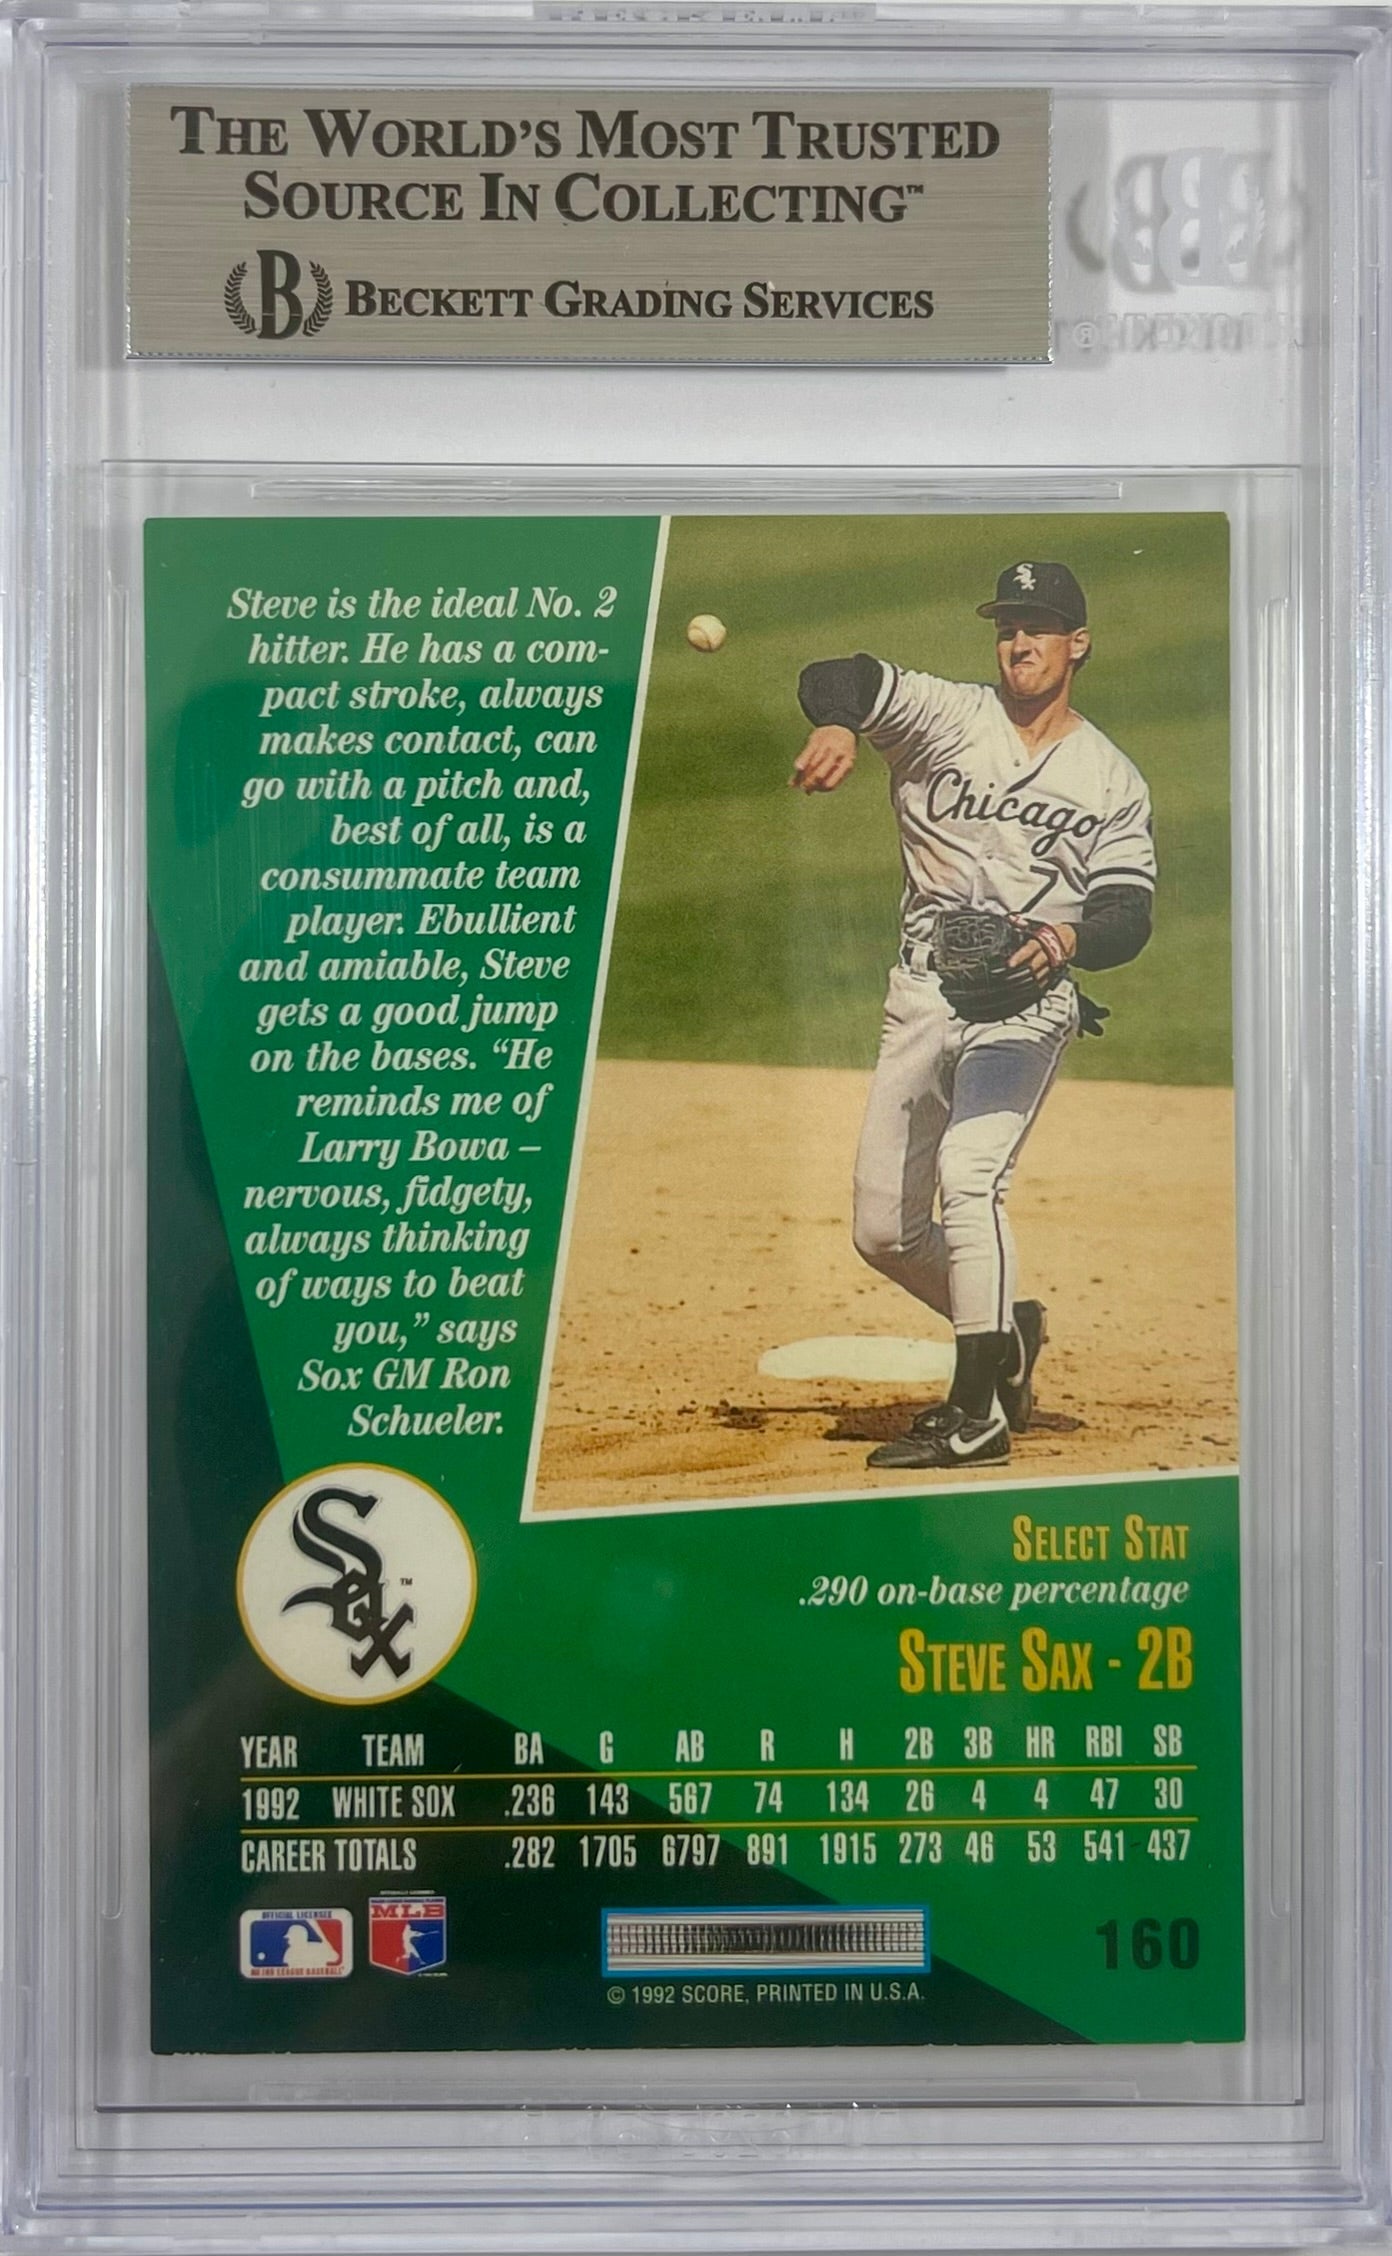 THE WORLD'S MOST TRUSTED
SOURCE IN COLLECTING™
B BECKETT GRADING SERVICES
Steve is the ideal No. 2
hitter. He has a com-
pact stroke, always
makes contact, can
go with a pitch and,
best of all, is a
consummate team
player. Ebullient
and amiable, Steve
gets a good jump
on the bases. “He
reminds me of
Larry Bowa –
nervous, fidgety,
always thinking
of ways to beat
you,” says
Sox GM Ron
Schueler.
Sox
Chicago
7
SOX™
SELECT STAT
.290 on-base percentage
STEVE SAX - 2B
YEAR TEAM BA G AB R H 2B 3B HR RBI SB
1992 WHITE SOX .236 143 567 74 134 26 4 4 47 30
CAREER TOTALS .282 1705 6797 891 1915 273 46 53 541 437
OFFICIAL LICENSEE
MLB
160
© 1992 SCORE, PRINTED IN U.S.A.